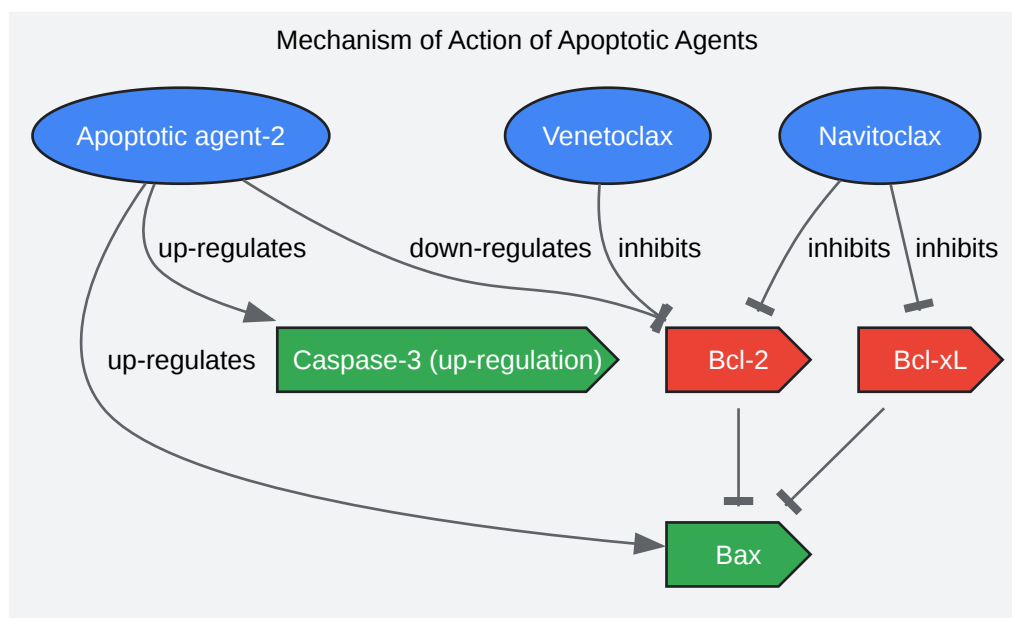 Mechanism of Action of Apoptotic Agents
Apoptotic agent-2
Venetoclax
Navitoclax
up-regulates
down-regulates
inhibits
inhibits
inhibits
up-regulates
Caspase-3 (up-regulation)
Bcl-2
Bcl-xL
Bax